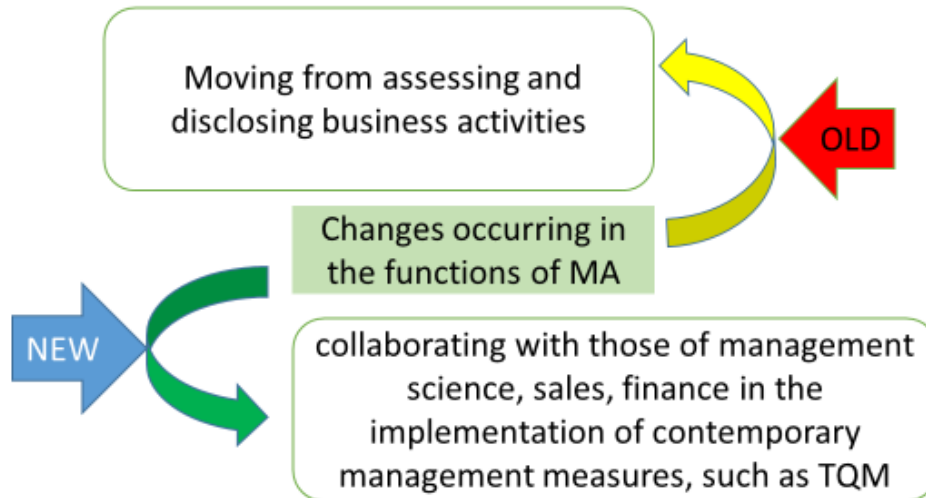 Moving from assessing and
disclosing business activities
OLD
Changes occurring in
the functions of MA
NEW
collaborating with those of management
science, sales, finance in the
implementation of contemporary
management measures, such as TQM